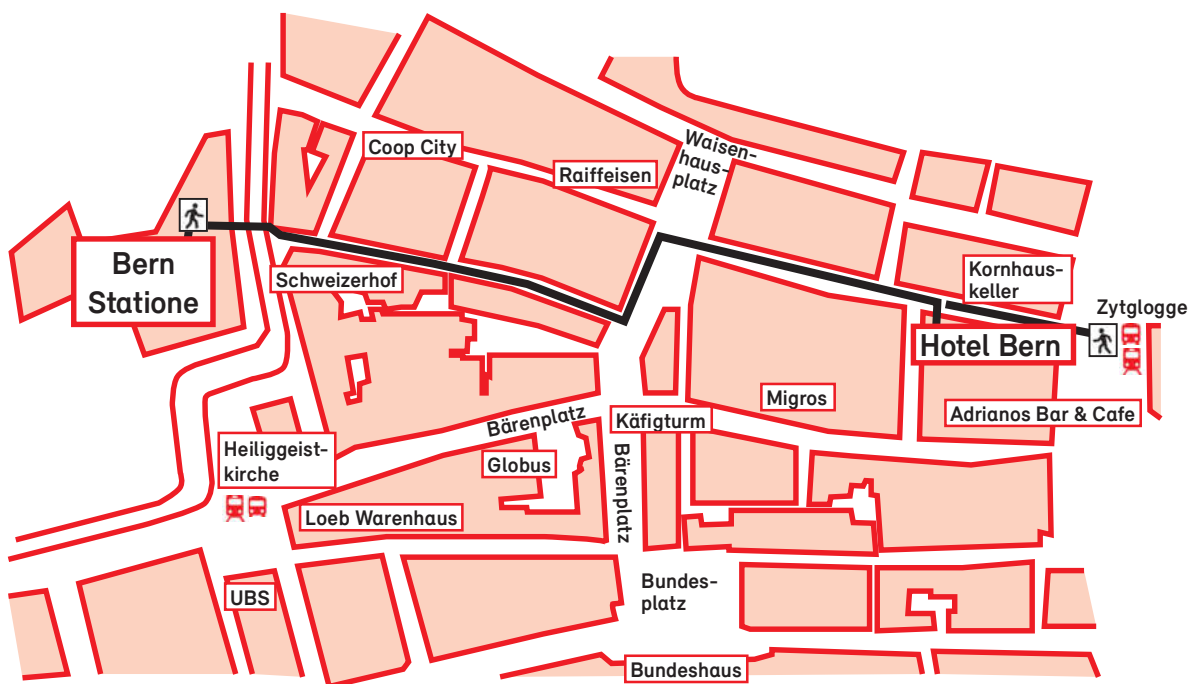 Coop City
Raiffeisen
Waisen-
haus-
platz
Bern
Statione
Schweizerhof
Kornhaus-
keller
Zytglogge
Hotel Bern
Migros
Adrianos Bar & Cafe
Bärenplatz
Käfigturm
Heiliggeist-
kirche
Globus
Bärenplatz
Loeb Warenhaus
UBS
Bundes-
platz
Bundeshaus